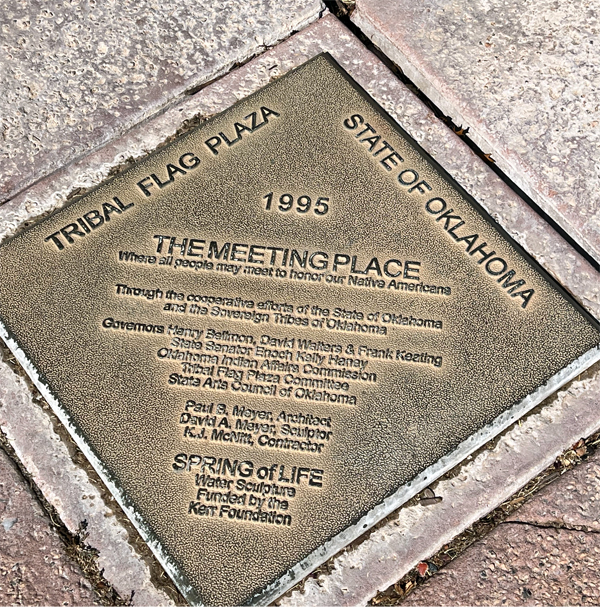 TRIBAL FLAG PLAZA
STATE OF OKLAHOMA
1995
THE MEETING PLACE
Where all people may meet to honor our Native Americans
Through the cooperative efforts of the State of Oklahoma
and the Sovereign Tribes of Oklahoma
Governors Henry Bellmon, David Walters & Frank Keating
State Senator Enoch Kelly Haney
Oklahoma Indian Affairs Commission
Tribal Flag Plaza Committee
State Arts Council of Oklahoma
Paul B. Meyer, Architect
David A. Meyer, Sculptor
K.J. McNitt, Contractor
SPRING of LIFE
Water Sculpture
Funded by the
Kerr Foundation